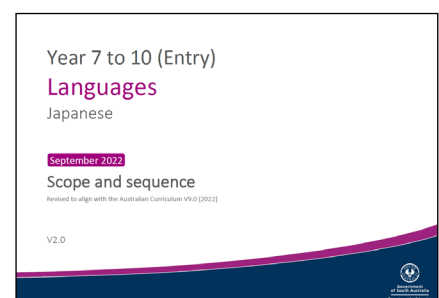 Year 7 to 10 (Entry)
Languages
Japanese
September 2022
Scope and sequence
Revised to align with the Australian Curriculum V9.0 (2022)
V2.0
Government
of South Australia